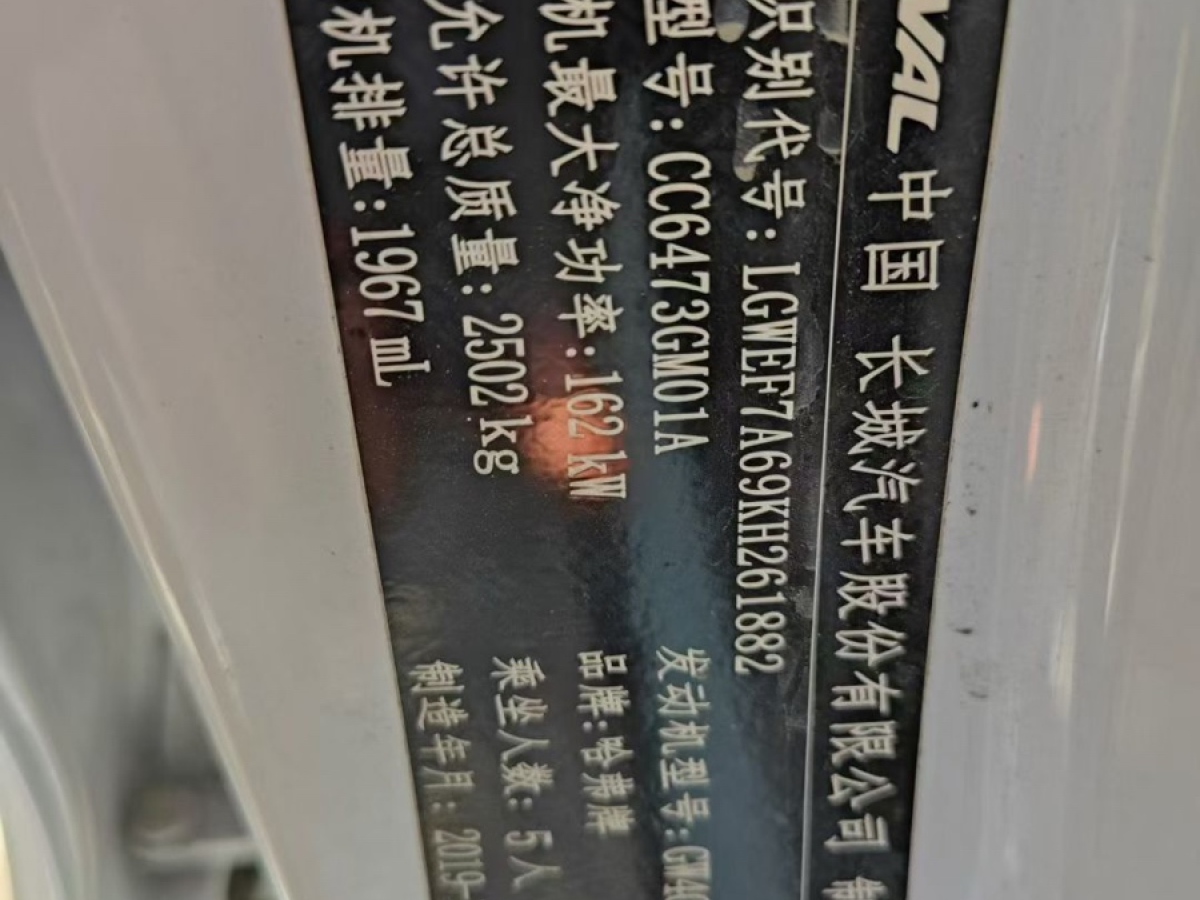 VAL 中国 长城汽车股份有限公司
识别代号:LGWEF7A69KH261882
型号:CC6473GM01A 发动机型号:GW4C
机最大净功率:162 kW 品牌:哈弗牌
允许总质量:2502 kg 乘坐人数:5人
机排量:1967 mL 制造年月:2019-